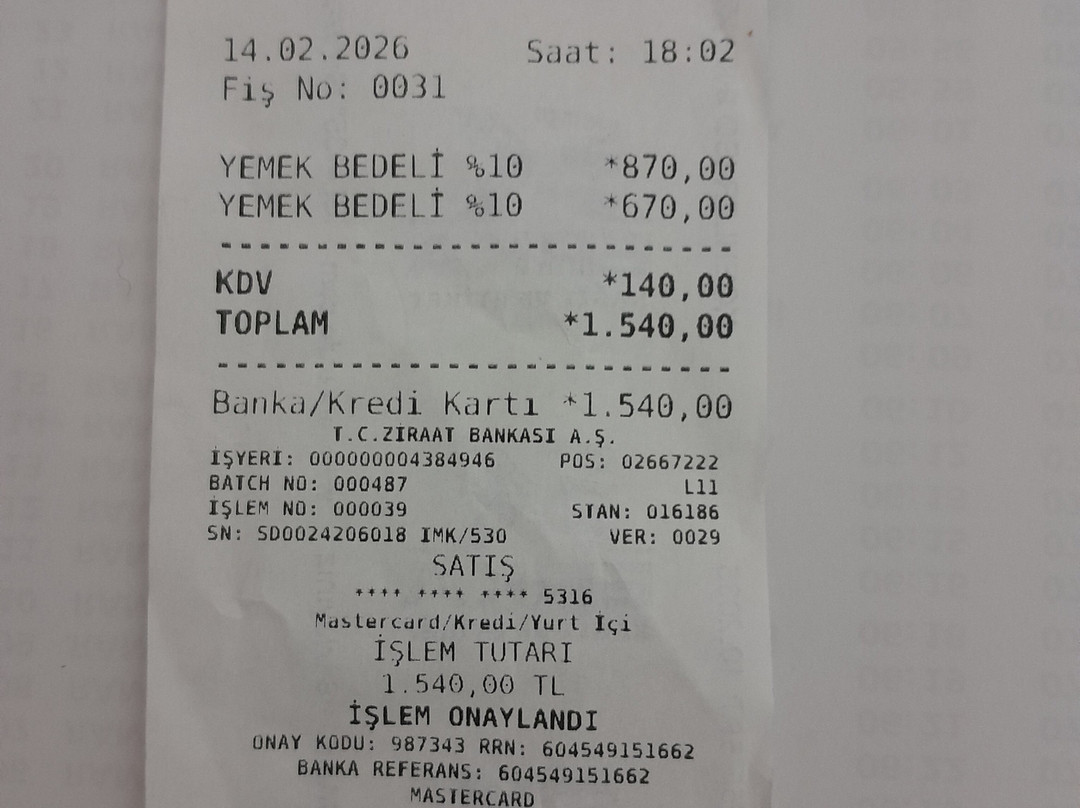 14.02.2026 Saat: 18:02
Fiş No: 0031
YEMEK BEDELİ %10 *870,00
YEMEK BEDELİ %10 *670,00
KDV *140,00
TOPLAM *1.540,00
Banka/Kredi Kartı *1.540,00
T.C.ZİRAAT BANKASI A.Ş.
İŞYERİ: 000000004384946 POS: 02667222
BATCH NO: 000487 L11
İŞLEM NO: 000039 STAN: 016186
SN: SD0024206018 IMK/530 VER: 0029
SATIŞ
**** **** **** 5316
Mastercard/Kredi/Yurt İçi
İŞLEM TUTARI
1.540,00 TL
İŞLEM ONAYLANDI
ONAY KODU: 987343 RRN: 604549151662
BANKA REFERANS: 604549151662
MASTERCARD